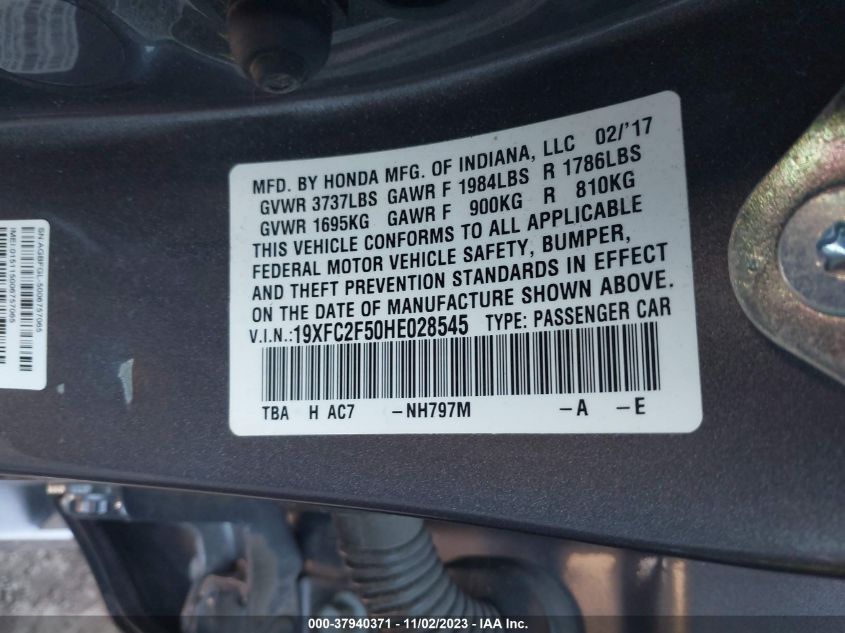 MFD. BY HONDA MFG. OF INDIANA, LLC 02/'17
GVWR 3737LBS GAWR F 1984LBS R 1786LBS
GVWR 1695KG GAWR F 900KG R 810KG
THIS VEHICLE CONFORMS TO ALL APPLICABLE
FEDERAL MOTOR VEHICLE SAFETY, BUMPER,
AND THEFT PREVENTION STANDARDS IN EFFECT
ON THE DATE OF MANUFACTURE SHOWN ABOVE.
V.I.N.: 19XFC2F50HE028545 TYPE: PASSENGER CAR
TBA H AC7 –NH797M –A –E
000-37940371 - 11/02/2023 - IAA Inc.